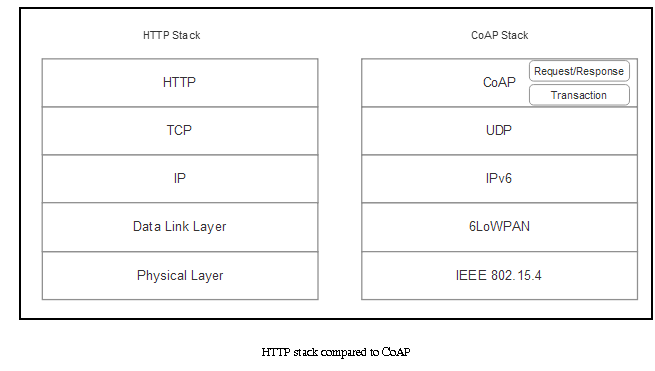 HTTP Stack
CoAP Stack
HTTP
CoAP
Request/Response
Transaction
TCP
UDP
IP
IPv6
Data Link Layer
6LoWPAN
Physical Layer
IEEE 802.15.4
HTTP stack compared to CoAP